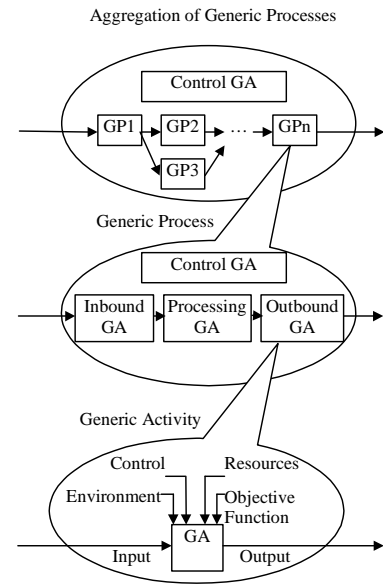 Aggregation of Generic Processes
Control GA
GP1
GP2
...
GPn
GP3
Generic Process
Control GA
Inbound
GA
Processing
GA
Outbound
GA
Generic Activity
Control
Resources
Environment
Objective
Function
GA
Input
Output